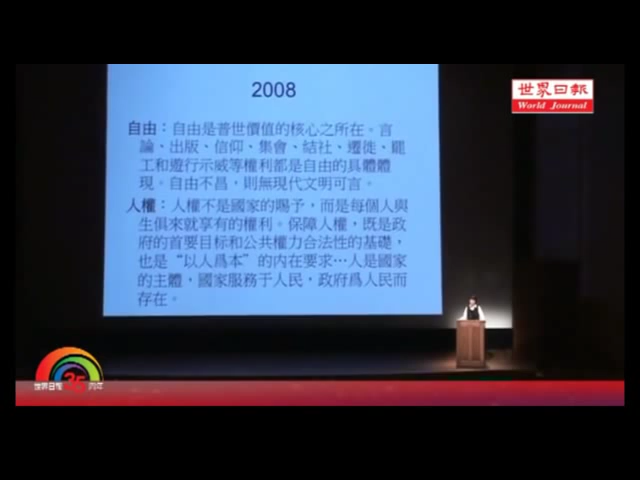 2008
世界日報
World Journal
自由：自由是普世價值的核心之所在。言
論、出版、信仰、集會、結社、遷徙、罷
工和遊行示威等權利都是自由的具體體
現。自由不昌，則無現代文明可言。
人權：人權不是國家的賜予，而是每個人與
生俱來就享有的權利。保障人權，既是政
府的首要目标和公共權力合法性的基礎，
也是“以人爲本”的内在要求…人是國家
的主體，國家服務于人民，政府爲人民而
存在。
世界日報35周年